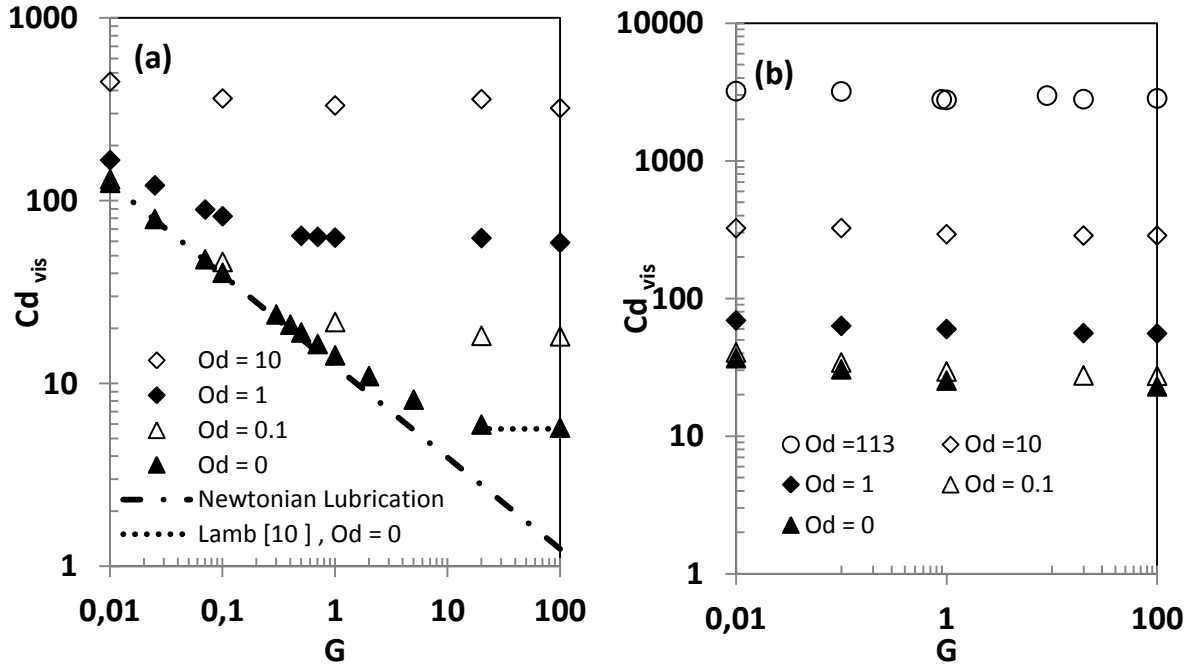 (a)
1000
100
10
1
Cd vis
Od = 10
Od = 1
Od = 0.1
Od = 0
Newtonian Lubrication
Lamb [10 ] , Od = 0
0,01 0,1 1 10 100
G
(b)
10000
1000
100
10
1
Cd vis
Od =113 Od =10
Od = 1 Od = 0.1
Od = 0
0,01 1 100
G